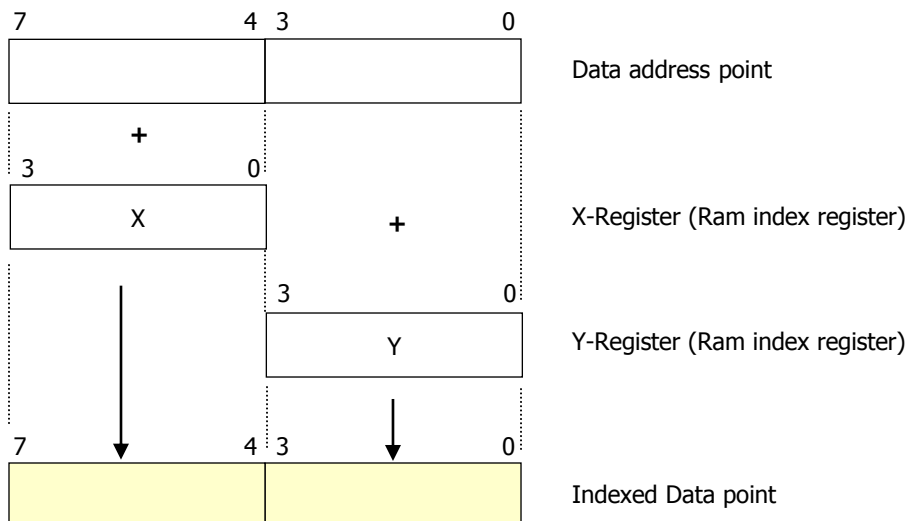 7 4 3 0
Data address point
+
3 0
X
X-Register (Ram index register)
+
3 0
Y
Y-Register (Ram index register)
7 4 3 0
Indexed Data point